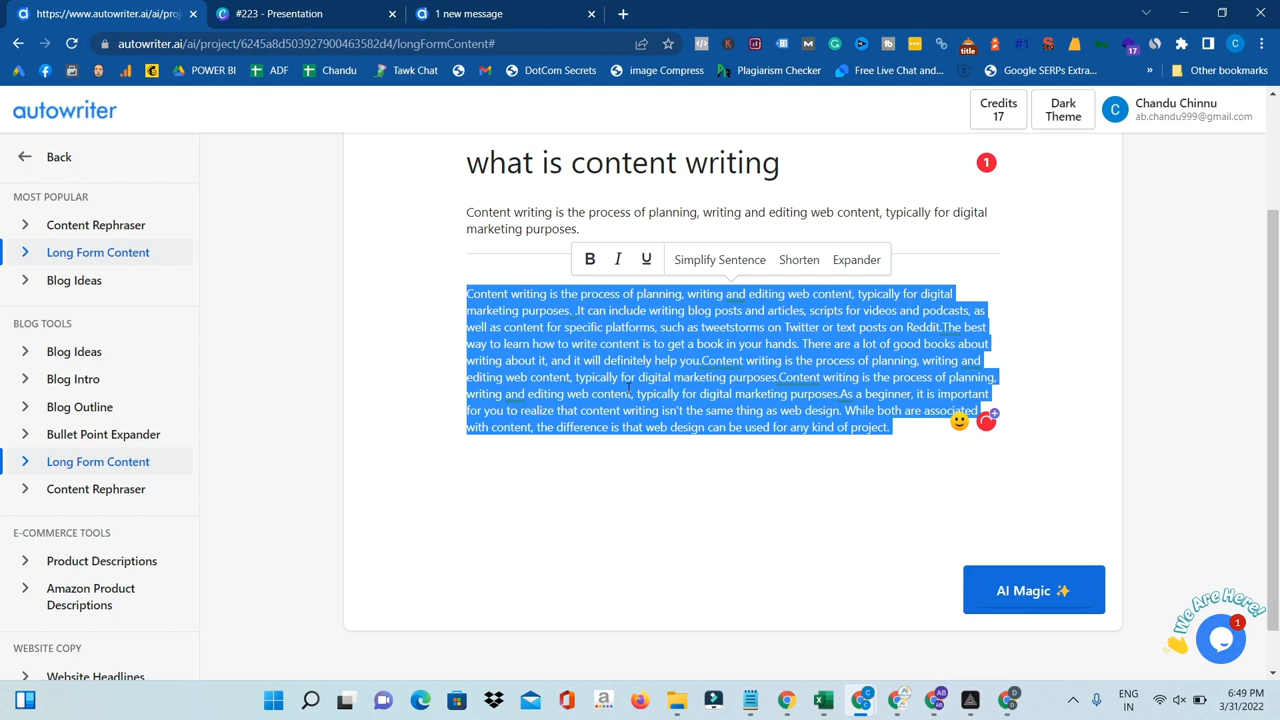 https://www.autowriter.ai/ai/proj
#223 - Presentation
1 new message
autowriter.ai/ai/project/6245a8d503927900463582d4/longFormContent#
#1
title
17
POWER BI
ADF
Chandu
Tawk Chat
DotCom Secrets
image Compress
Plagiarism Checker
Free Live Chat and...
Google SERPs Extra...
»
Other bookmarks
autowriter
Credits
17
Dark
Theme
C
Chandu Chinnu
ab.chandu999@gmail.com
Back
MOST POPULAR
Content Rephraser
Long Form Content
Blog Ideas
BLOG TOOLS
Blog Ideas
Blog Intro
Blog Outline
Bullet Point Expander
Long Form Content
Content Rephraser
E-COMMERCE TOOLS
Product Descriptions
Amazon Product
Descriptions
WEBSITE COPY
Website Headlines
what is content writing
1
Content writing is the process of planning, writing and editing web content, typically for digital
marketing purposes.
B I U Simplify Sentence Shorten Expander
Content writing is the process of planning, writing and editing web content, typically for digital
marketing purposes. .It can include writing blog posts and articles, scripts for videos and podcasts, as
well as content for specific platforms, such as tweetstorms on Twitter or text posts on Reddit.The best
way to learn how to write content is to get a book in your hands. There are a lot of good books about
writing about it, and it will definitely help you.Content writing is the process of planning, writing and
editing web content, typically for digital marketing purposes.Content writing is the process of planning,
writing and editing web content, typically for digital marketing purposes.As a beginner, it is important
for you to realize that content writing isn't the same thing as web design. While both are associated
with content, the difference is that web design can be used for any kind of project.
AI Magic ✨
We Are Here!
1
ENG
IN
6:49 PM
3/31/2022